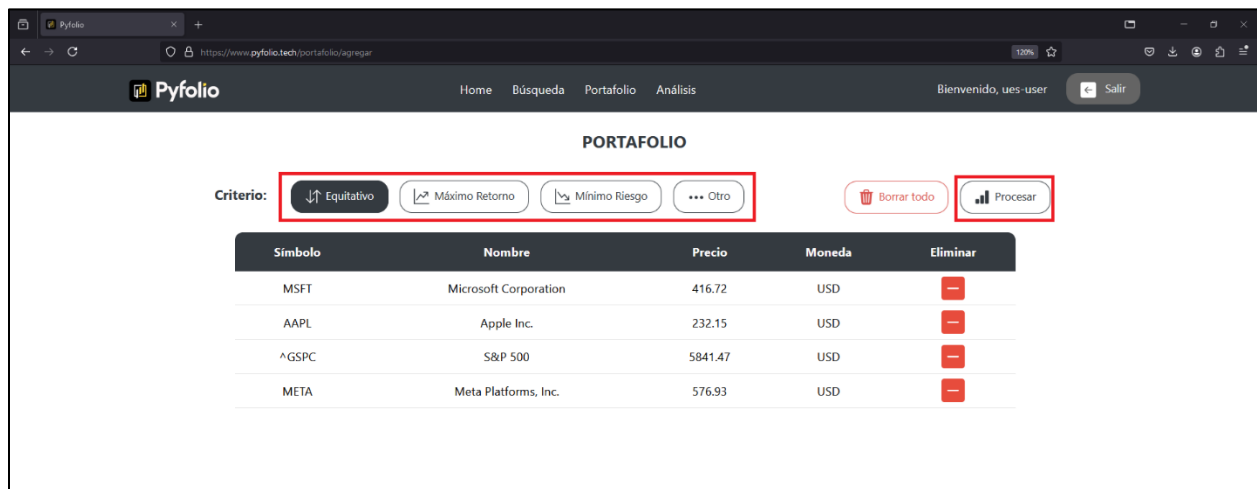 Pyfolio
https://www.pyfolio.tech/portafolio/agregar 120%
Pyfolio Home Búsqueda Portafolio Análisis Bienvenido, ues-user Salir
PORTAFOLIO
Criterio: Equitativo Máximo Retorno Mínimo Riesgo Otro Borrar todo Procesar
Símbolo Nombre Precio Moneda Eliminar
MSFT Microsoft Corporation 416.72 USD
AAPL Apple Inc. 232.15 USD
^GSPC S&P 500 5841.47 USD
META Meta Platforms, Inc. 576.93 USD